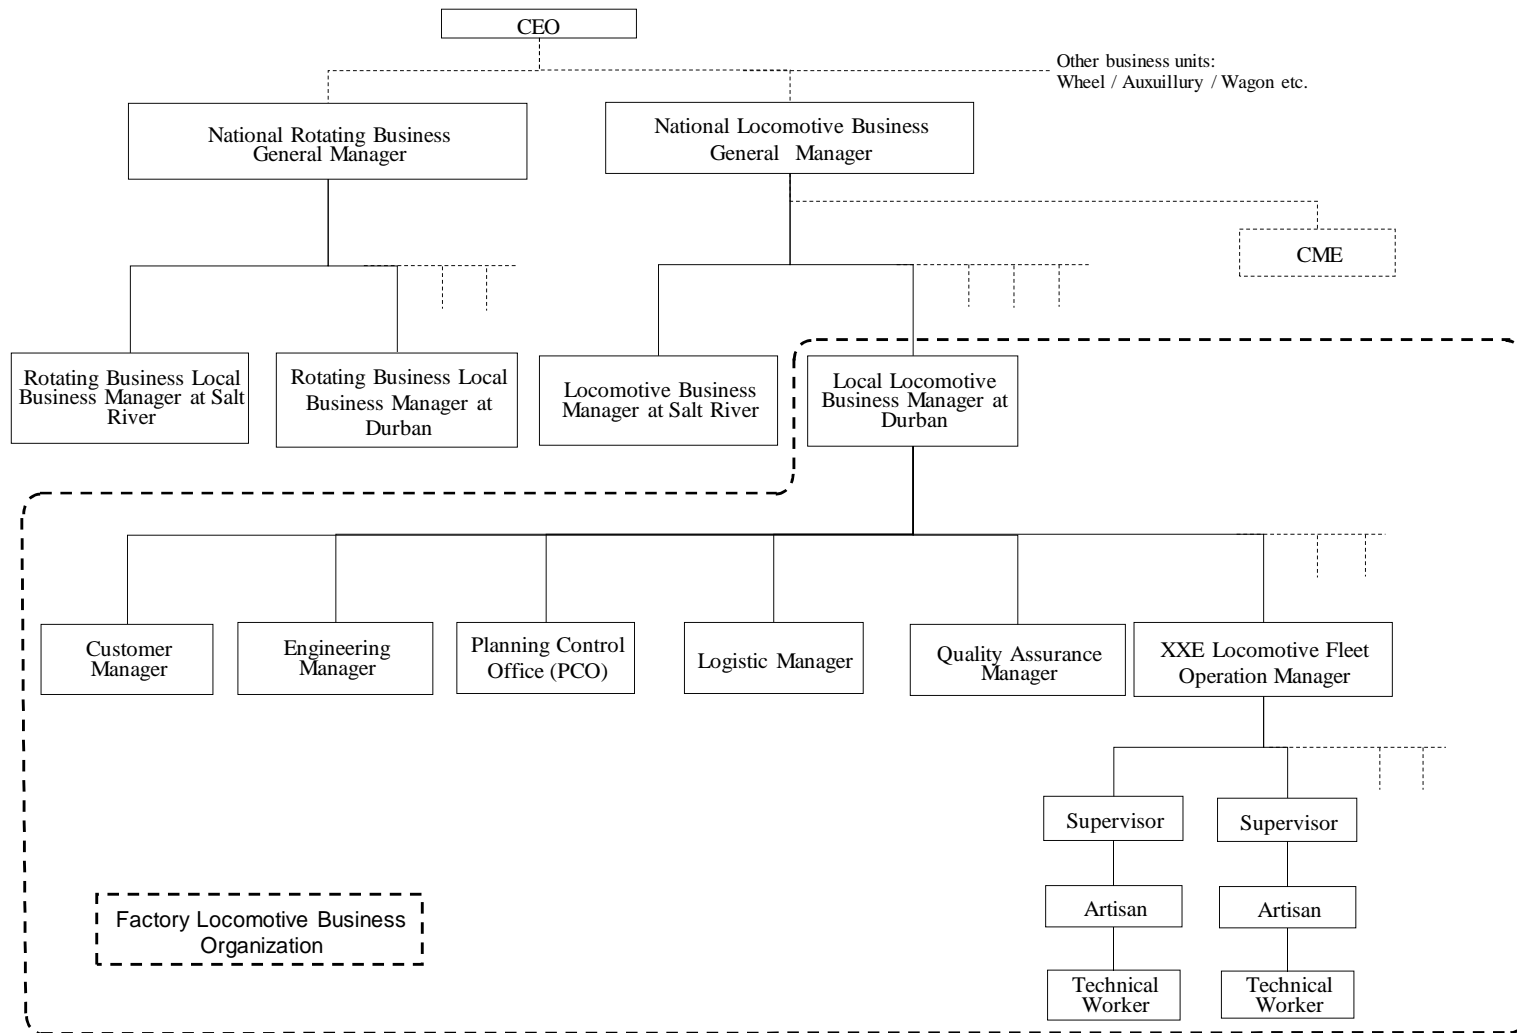 CEO
Other business units:
Wheel / Auxuillury / Wagon etc.
National Rotating Business
General Manager
National Locomotive Business
General Manager
CME
Rotating Business Local
Business Manager at Salt
River
Rotating Business Local
Business Manager at
Durban
Locomotive Business
Manager at Salt River
Local Locomotive
Business Manager at
Durban
Customer
Manager
Engineering
Manager
Planning Control
Office (PCO)
Logistic Manager
Quality Assurance
Manager
XXE Locomotive Fleet
Operation Manager
Supervisor
Supervisor
Artisan
Artisan
Technical
Worker
Technical
Worker
Factory Locomotive Business
Organization